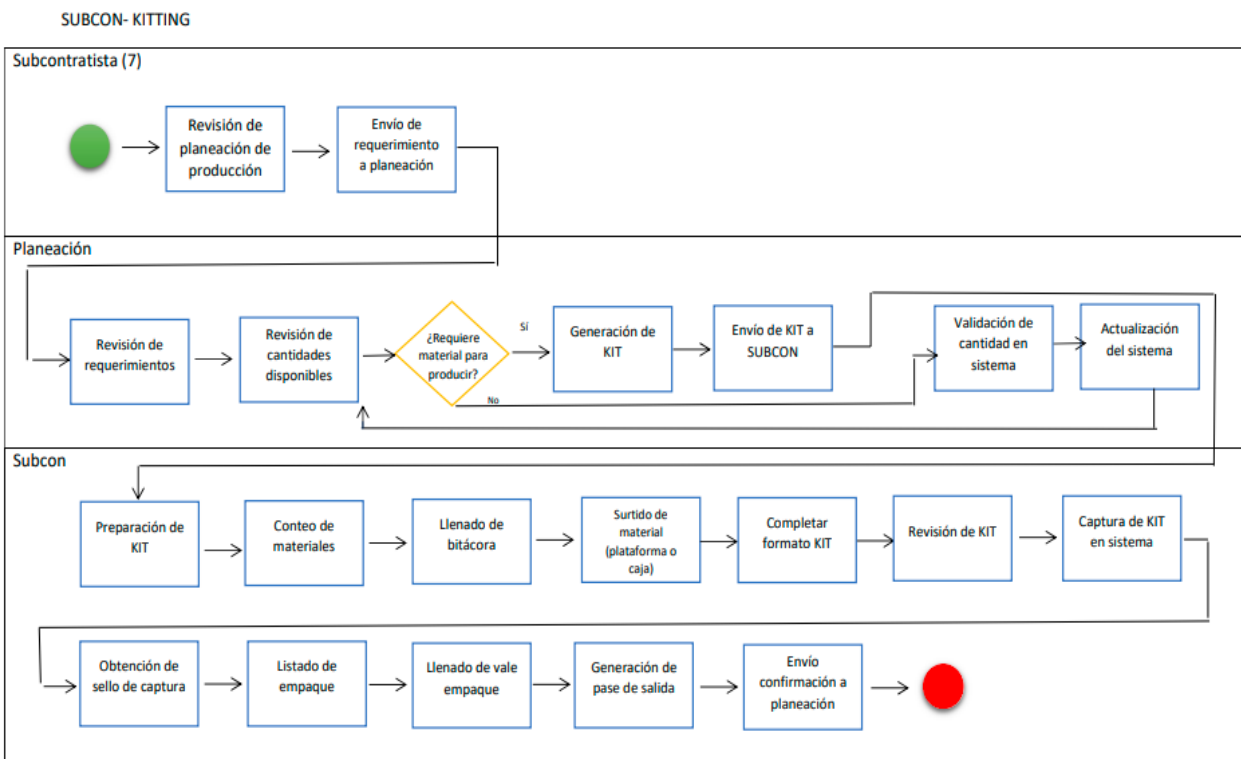 SUBCON- KITTING
Subcontratista (7)
Revisión de
planeación de
producción
Envío de
requerimiento
a planeación
Planeación
Revisión de
requerimientos
Revisión de
cantidades
disponibles
¿Requiere
material para
producir?
Sí
No
Generación de
KIT
Envío de KIT a
SUBCON
Validación de
cantidad en
sistema
Actualización
del sistema
Subcon
Preparación de
KIT
Conteo de
materiales
Llenado de
bitácora
Surtido de
material
(plataforma o
caja)
Completar
formato KIT
Revisión de KIT
Captura de KIT
en sistema
Obtención de
sello de captura
Listado de
empaque
Llenado de vale
empaque
Generación de
pase de salida
Envío
confirmación a
planeación